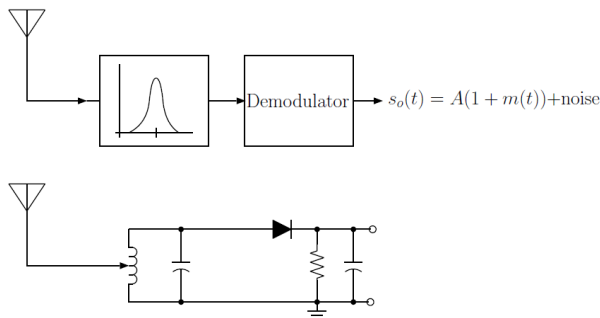 Demodulator
s_o(t) = A(1 + m(t))+noise